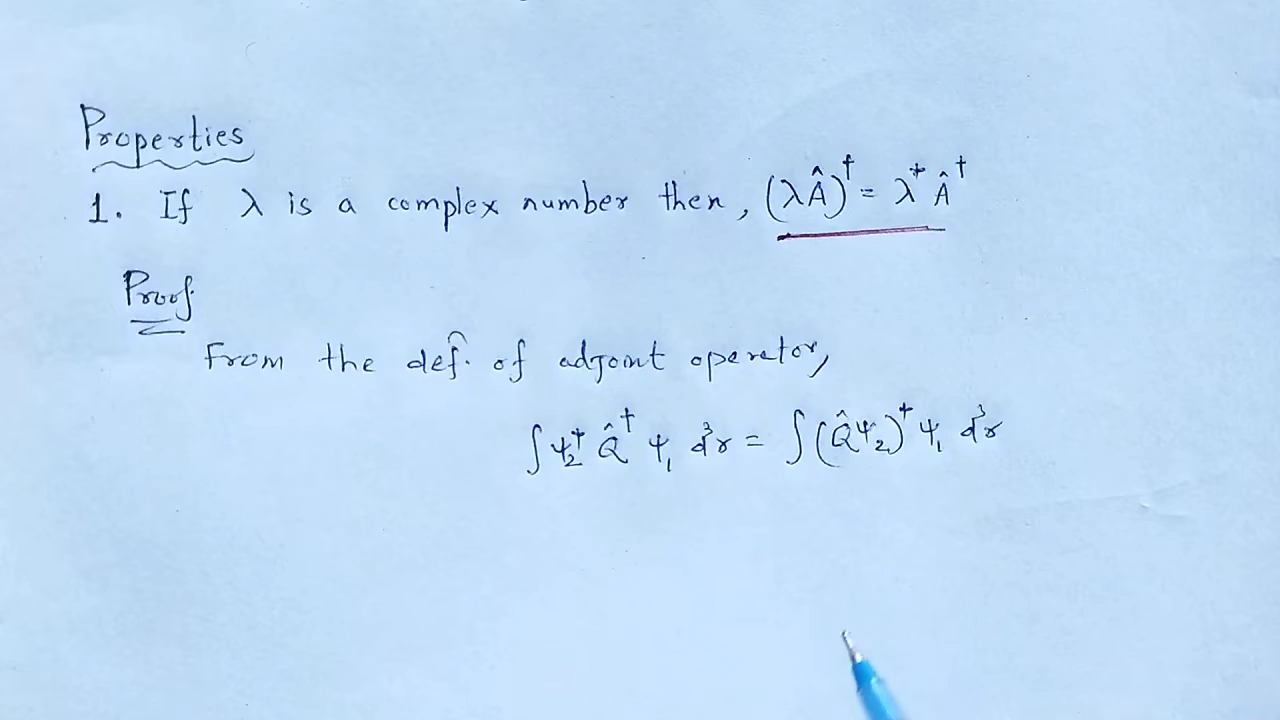 Properties
1. If λ is a complex number then, (λÂ)† = λ* Â†
Proof:
From the def. of adjoint operator,
∫ψ₂* Q̂† ψ₁ d³r = ∫(Q̂ψ₂)* ψ₁ d³r